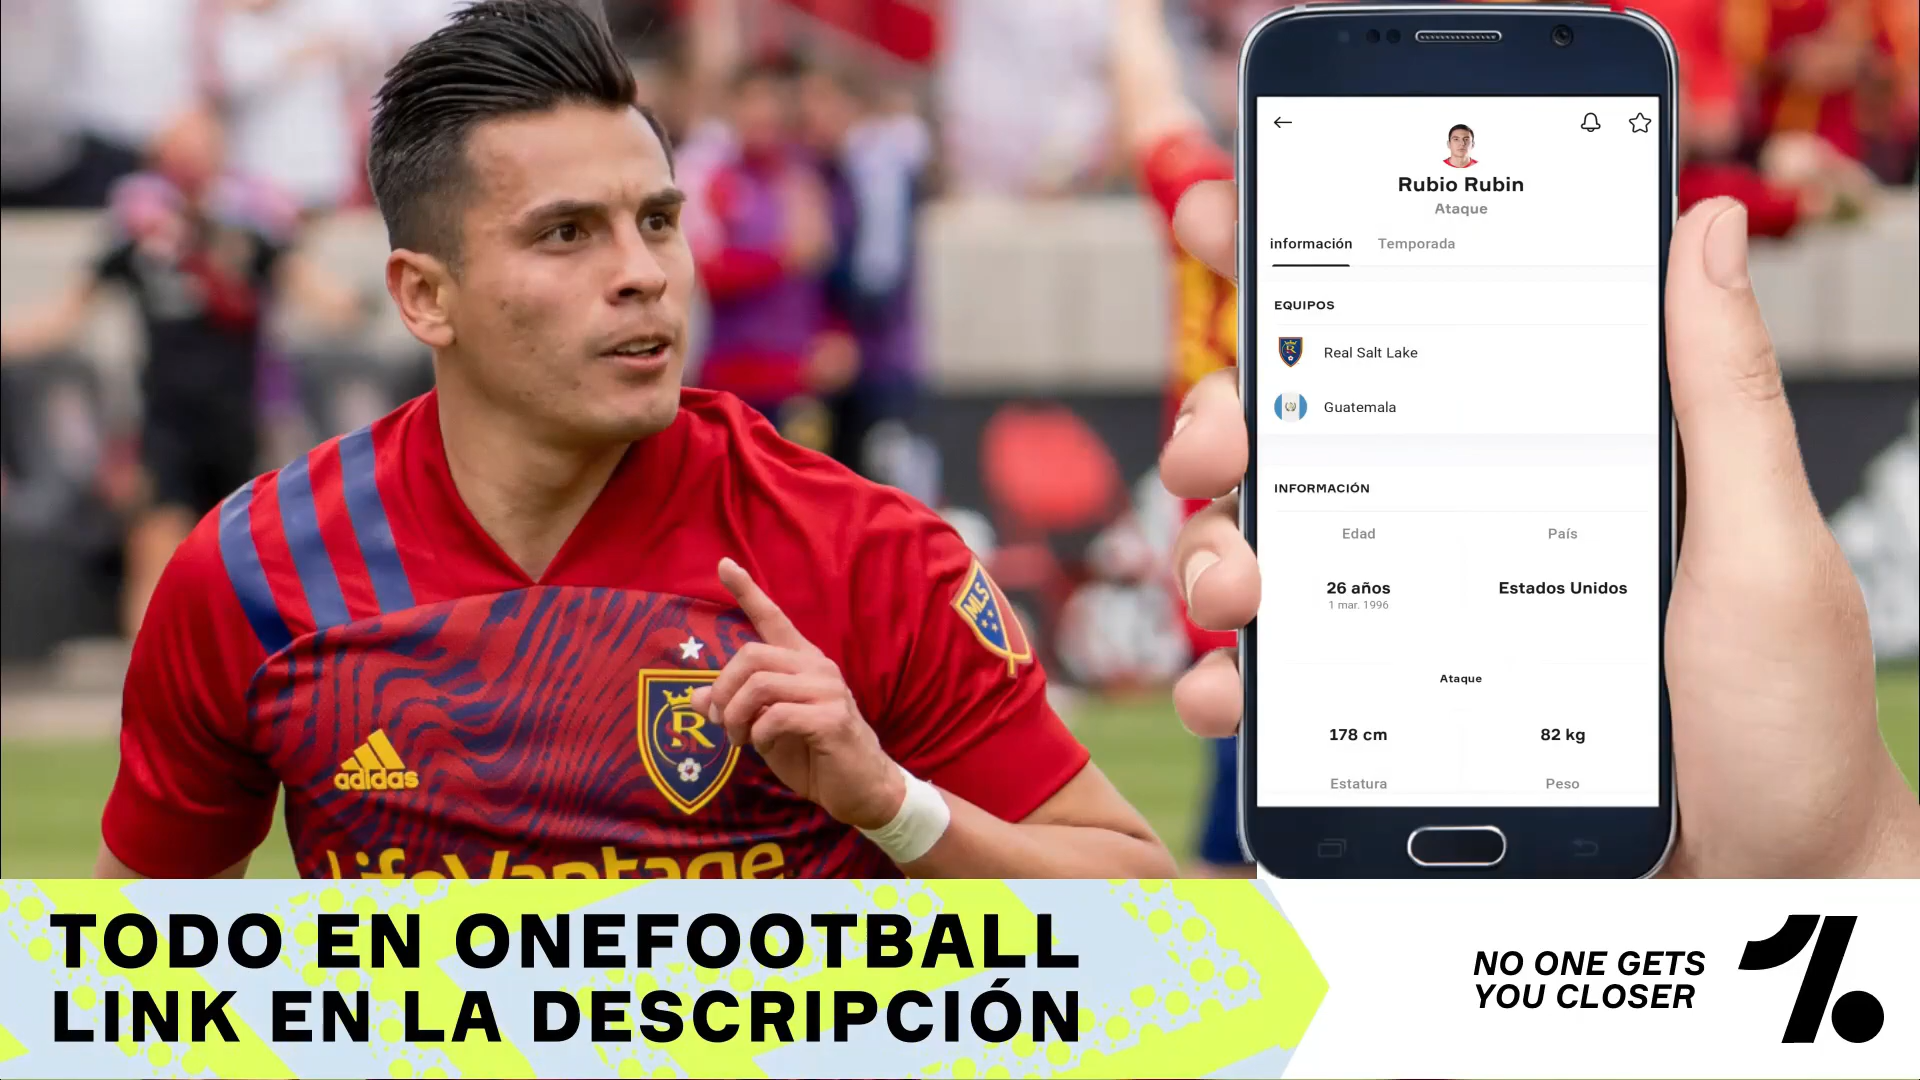 Rubio Rubin
Ataque
información Temporada
EQUIPOS
Real Salt Lake
Guatemala
INFORMACIÓN
Edad País
26 años Estados Unidos
1 mar. 1996
Ataque
178 cm 82 kg
Estatura Peso
MLS
adidas
LifeVantage
TODO EN ONEFOOTBALL
LINK EN LA DESCRIPCIÓN
NO ONE GETS
YOU CLOSER